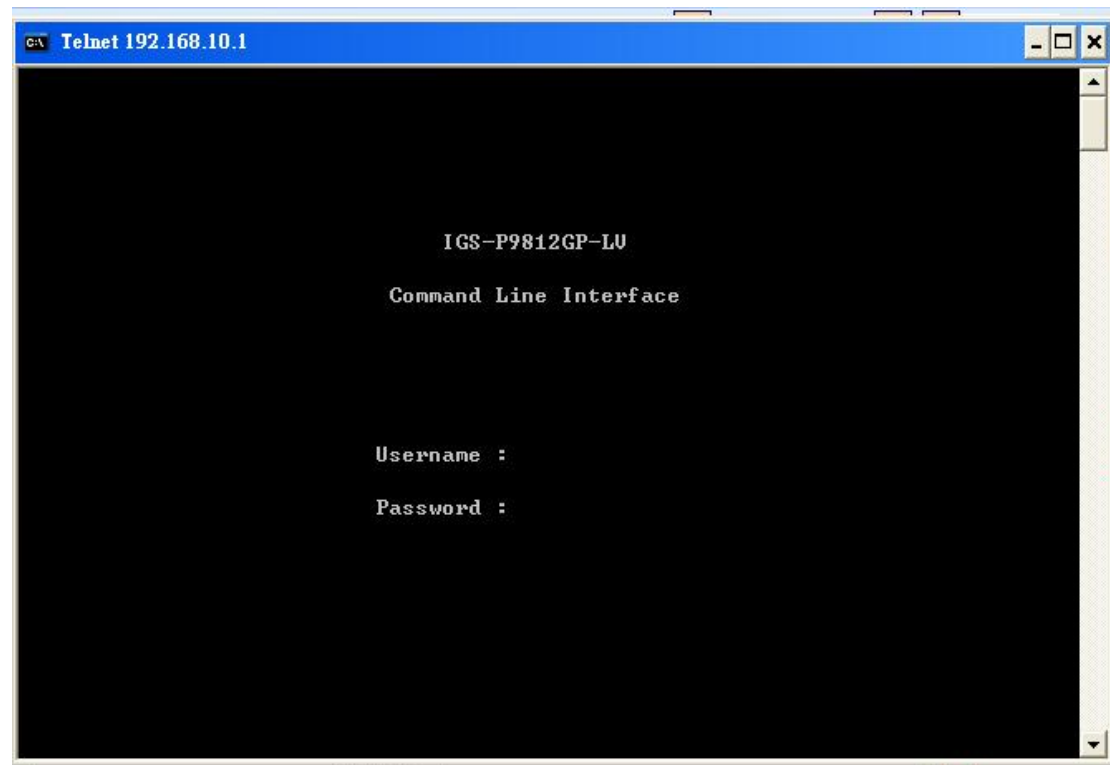 C:\ Telnet 192.168.10.1
IGS-P9812GP-LV
Command Line Interface
Username :
Password :